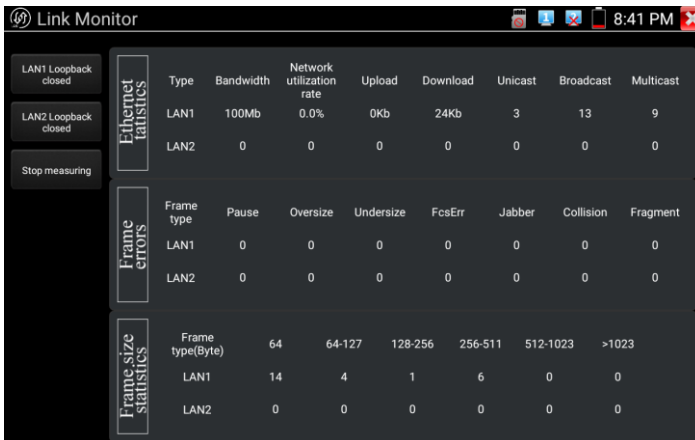 Link Monitor 8:41 PM
LAN1 Loopback
closed
LAN2 Loopback
closed
Stop measuring
Ethernet
tatistics
Type Bandwidth Network utilization rate Upload Download Unicast Broadcast Multicast
LAN1 100Mb 0.0% 0Kb 24Kb 3 13 9
LAN2 0 0 0 0 0 0 0
Frame
errors
Frame type Pause Oversize Undersize FcsErr Jabber Collision Fragment
LAN1 0 0 0 0 0 0 0
LAN2 0 0 0 0 0 0 0
Frame size
statistics
Frame type(Byte) 64 64-127 128-256 256-511 512-1023 >1023
LAN1 14 4 1 6 0 0
LAN2 0 0 0 0 0 0